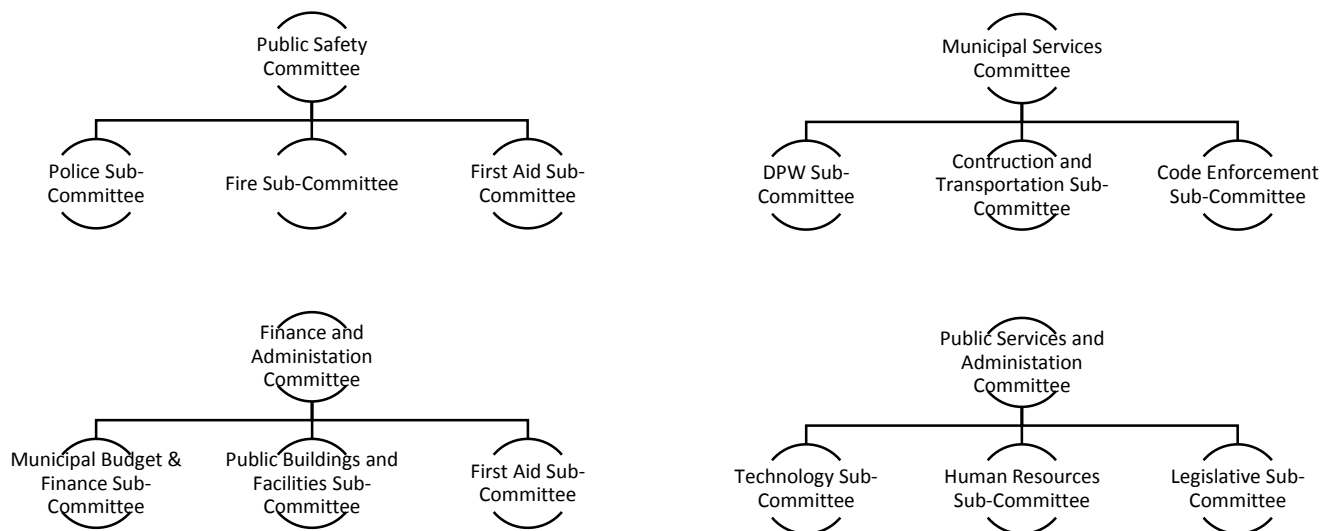 Public Safety
Committee
Police Sub-
Committee
Fire Sub-Committee
First Aid Sub-
Committee
Municipal Services
Committee
DPW Sub-
Committee
Contruction and
Transportation Sub-
Committee
Code Enforcement
Sub-Committee
Finance and
Administation
Committee
Municipal Budget &
Finance Sub-
Committee
Public Buildings and
Facilities Sub-
Committee
First Aid Sub-
Committee
Public Services and
Administation
Committee
Technology Sub-
Committee
Human Resources
Sub-Committee
Legislative Sub-
Committee